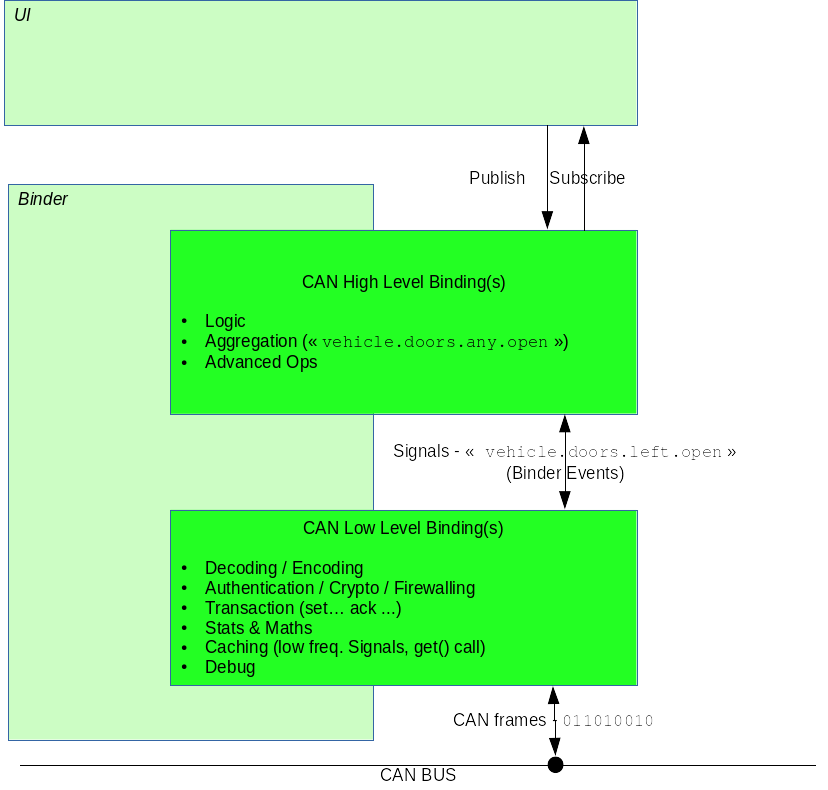 UI
Publish
Subscribe
Binder
CAN High Level Binding(s)
• Logic
• Aggregation (« vehicle.doors.any.open »)
• Advanced Ops
Signals - « vehicle.doors.left.open »
(Binder Events)
CAN Low Level Binding(s)
• Decoding / Encoding
• Authentication / Crypto / Firewalling
• Transaction (set… ack ...)
• Stats & Maths
• Caching (low freq. Signals, get() call)
• Debug
CAN frames - 011010010
CAN BUS